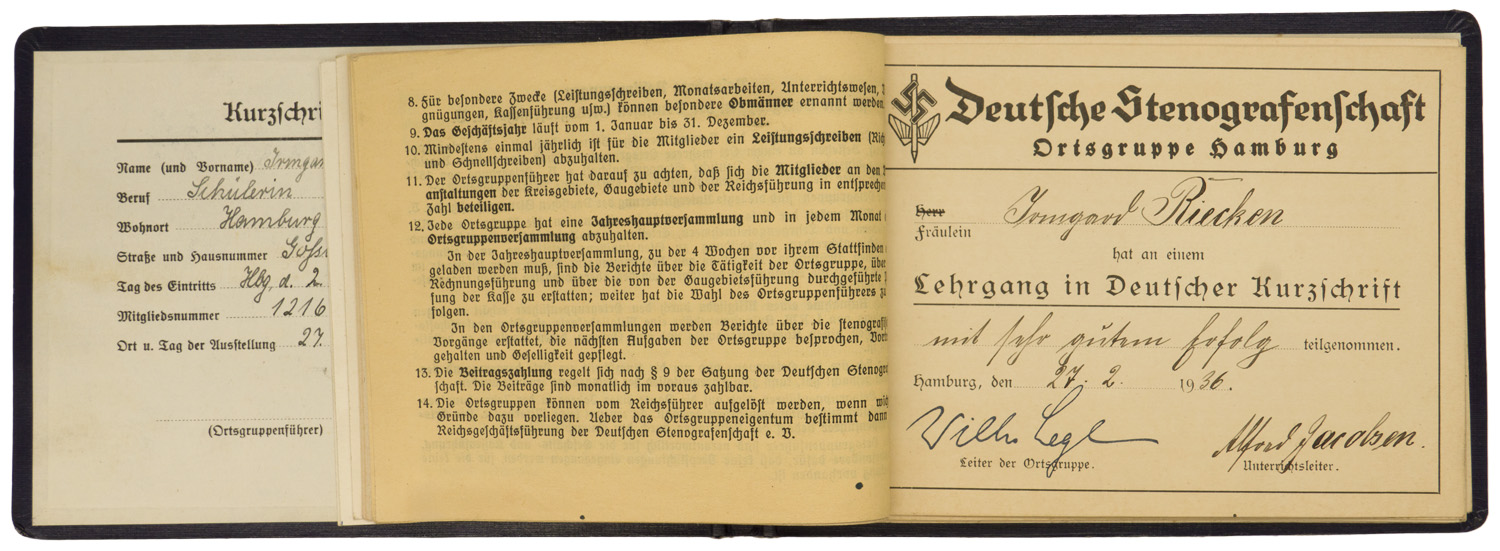 Kurzschri
Name (und Vorname) Irmgar
Beruf Schülerin
Wohnort Hamburg
Straße und Hausnummer
Tag des Eintritts Hbg, d. 2.
Mitgliedsnummer 1216
Ort u. Tag der Ausstellung 27.
(Ortsgruppenführer)
8. Für besondere Zwecke (Leistungsschreiben, Monatsarbeiten, Unterrichtswesen,
gnügungen, Kassenführung usw.) können besondere Obmänner ernannt werden.
9. Das Geschäftsjahr läuft vom 1. Januar bis 31. Dezember.
10. Mindestens einmal jährlich ist für die Mitglieder ein Leistungsschreiben (Rich
und Schnellschreiben) abzuhalten.
11. Der Ortsgruppenführer hat darauf zu achten, daß sich die Mitglieder an den
anstaltungen der Kreisgebiete, Gaugebiete und der Reichsführung in entspreche
Zahl beteiligen.
12. Jede Ortsgruppe hat eine Jahreshauptversammlung und in jedem Monat
Ortsgruppenversammlung abzuhalten.
In der Jahreshauptversammlung, zu der 4 Wochen vor ihrem Stattfinden
geladen werden muß, sind die Berichte über die Tätigkeit der Ortsgruppe, übe
Rechnungsführung und über die von der Gaugebietsführung durchgeführte
fung der Kasse zu erstatten; weiter hat die Wahl des Ortsgruppenführers zu
folgen.
In den Ortsgruppenversammlungen werden Berichte über die stenografi
Vorgänge erstattet, die nächsten Aufgaben der Ortsgruppe besprochen, Vort
gehalten und Geselligkeit gepflegt.
13. Die Beitragszahlung regelt sich nach § 9 der Satzung der Deutschen Stenogra
schaft. Die Beiträge sind monatlich im voraus zahlbar.
14. Die Ortsgruppen können vom Reichsführer aufgelöst werden, wenn wich
Gründe dazu vorliegen. Ueber das Ortsgruppeneigentum bestimmt dann
Reichsgeschäftsführung der Deutschen Stenografenschaft e. V.
Deutsche Stenografenschaft
Ortsgruppe Hamburg
Herr
Fräulein Irmgard Riecken
hat an einem
Lehrgang in Deutscher Kurzschrift
mit sehr gutem Erfolg teilgenommen.
Hamburg, den 27. 2. 1936.
Alfred Jacobsen.
Leiter der Ortsgruppe. Unterrichtsleiter.